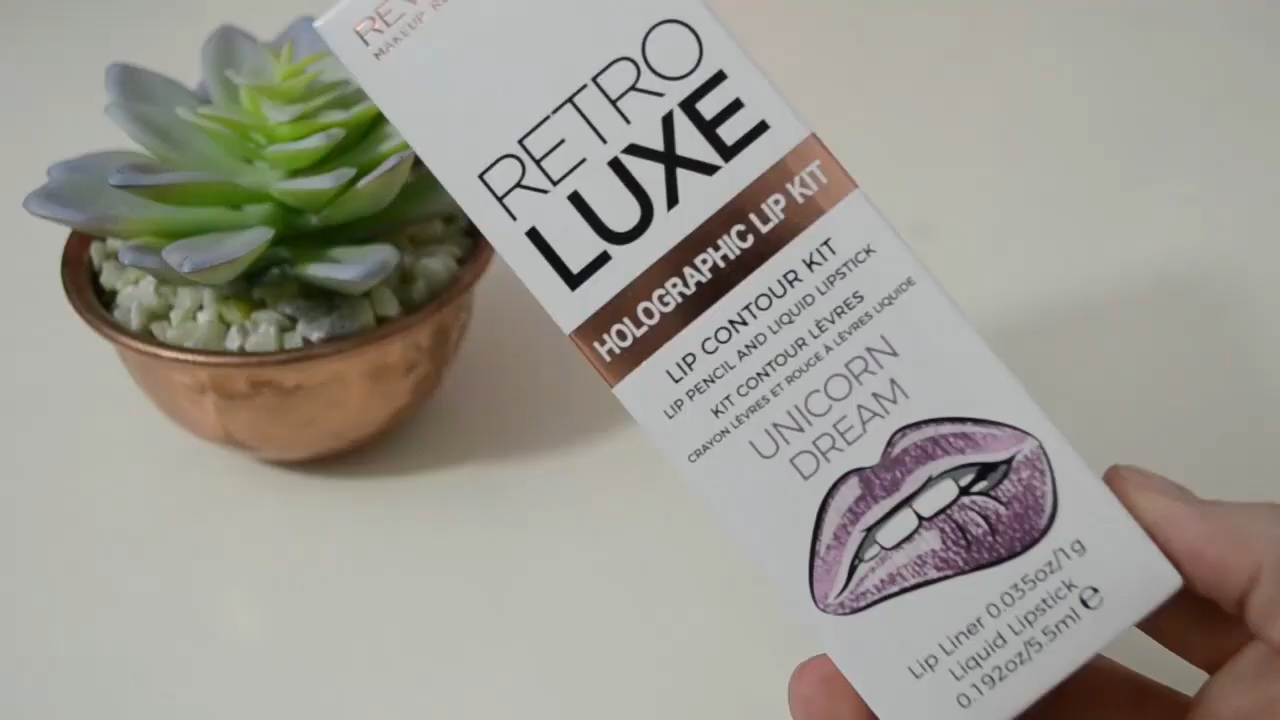 MAKEUP
RETRO
LUXE
HOLOGRAPHIC LIP KIT
LIP CONTOUR KIT
LIP PENCIL AND LIQUID LIPSTICK
KIT CONTOUR LÈVRES
CRAYON LÈVRES ET ROUGE À LÈVRES LIQUIDE
UNICORN
DREAM
Lip Liner 0.035oz/1g
Liquid Lipstick
0.192oz/5.5ml e